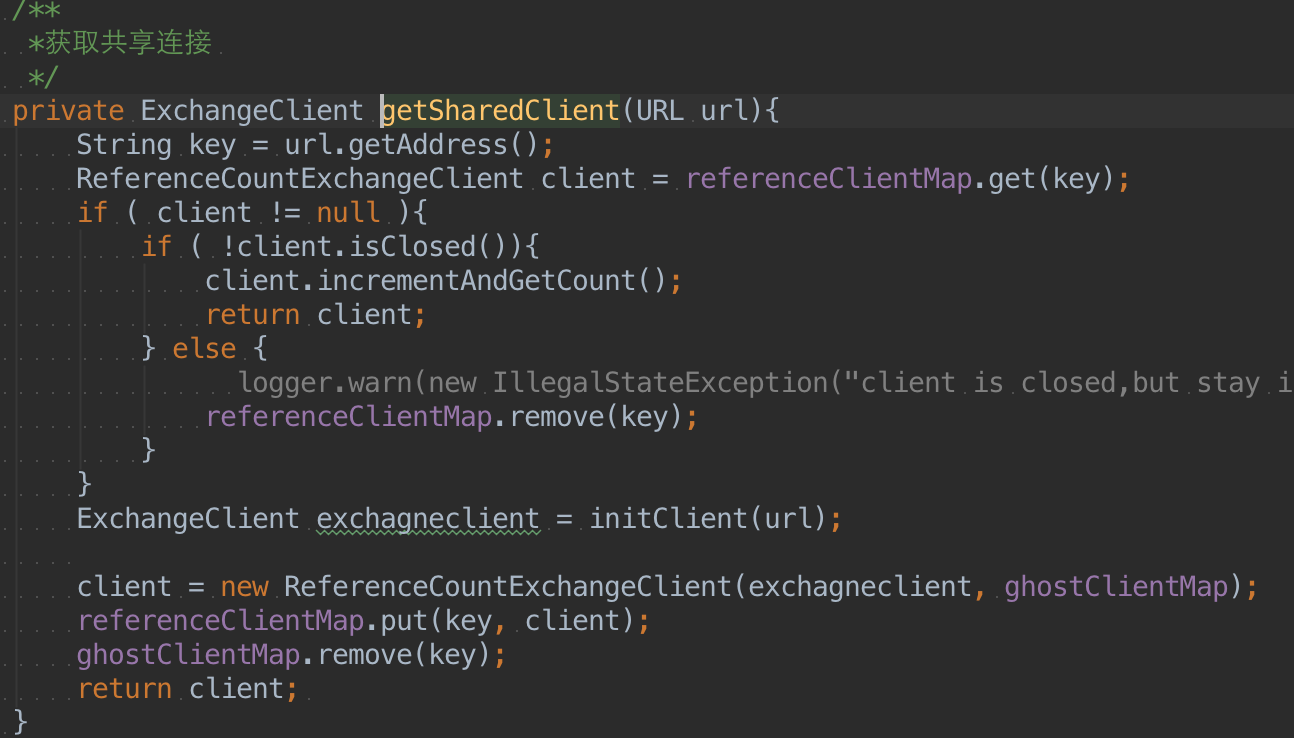 /**
*获取共享连接
*/
private ExchangeClient getSharedClient(URL url){
String key = url.getAddress();
ReferenceCountExchangeClient client = referenceClientMap.get(key);
if ( client != null ){
if ( !client.isClosed()){
client.incrementAndGetCount();
return client;
} else {
logger.warn(new IllegalStateException("client is closed,but stay i
referenceClientMap.remove(key);
}
}
ExchangeClient exchagneclient = initClient(url);
client = new ReferenceCountExchangeClient(exchagneclient, ghostClientMap);
referenceClientMap.put(key, client);
ghostClientMap.remove(key);
return client;
}